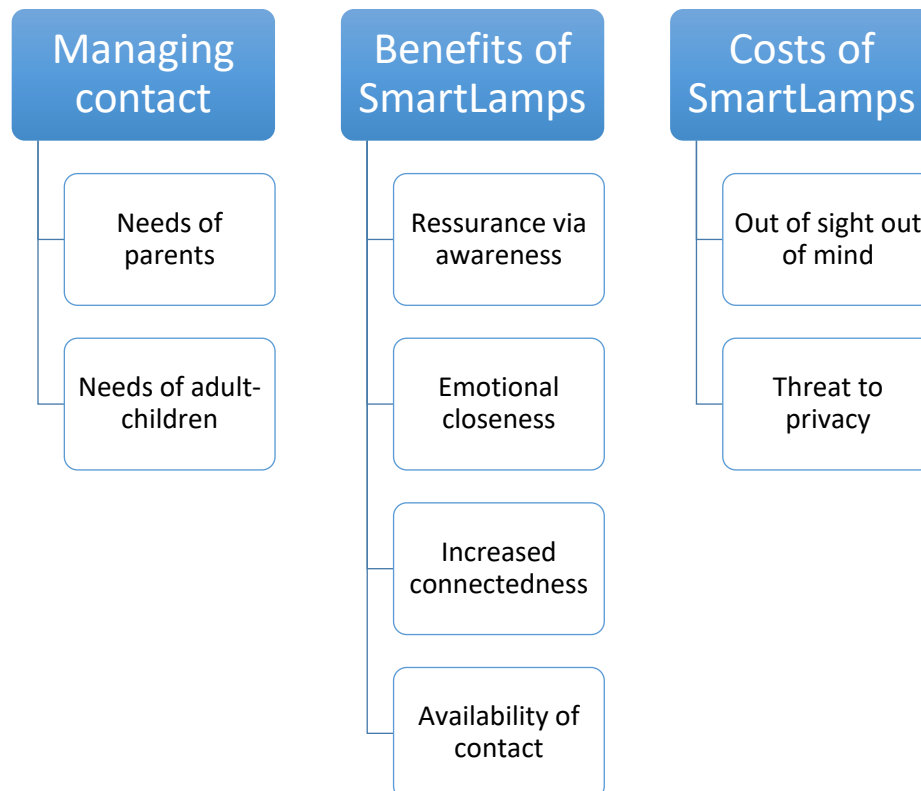 Managing
contact
Needs of
parents
Needs of adult-
children
Benefits of
SmartLamps
Ressurance via
awareness
Emotional
closeness
Increased
connectedness
Availability of
contact
Costs of
SmartLamps
Out of sight out
of mind
Threat to
privacy